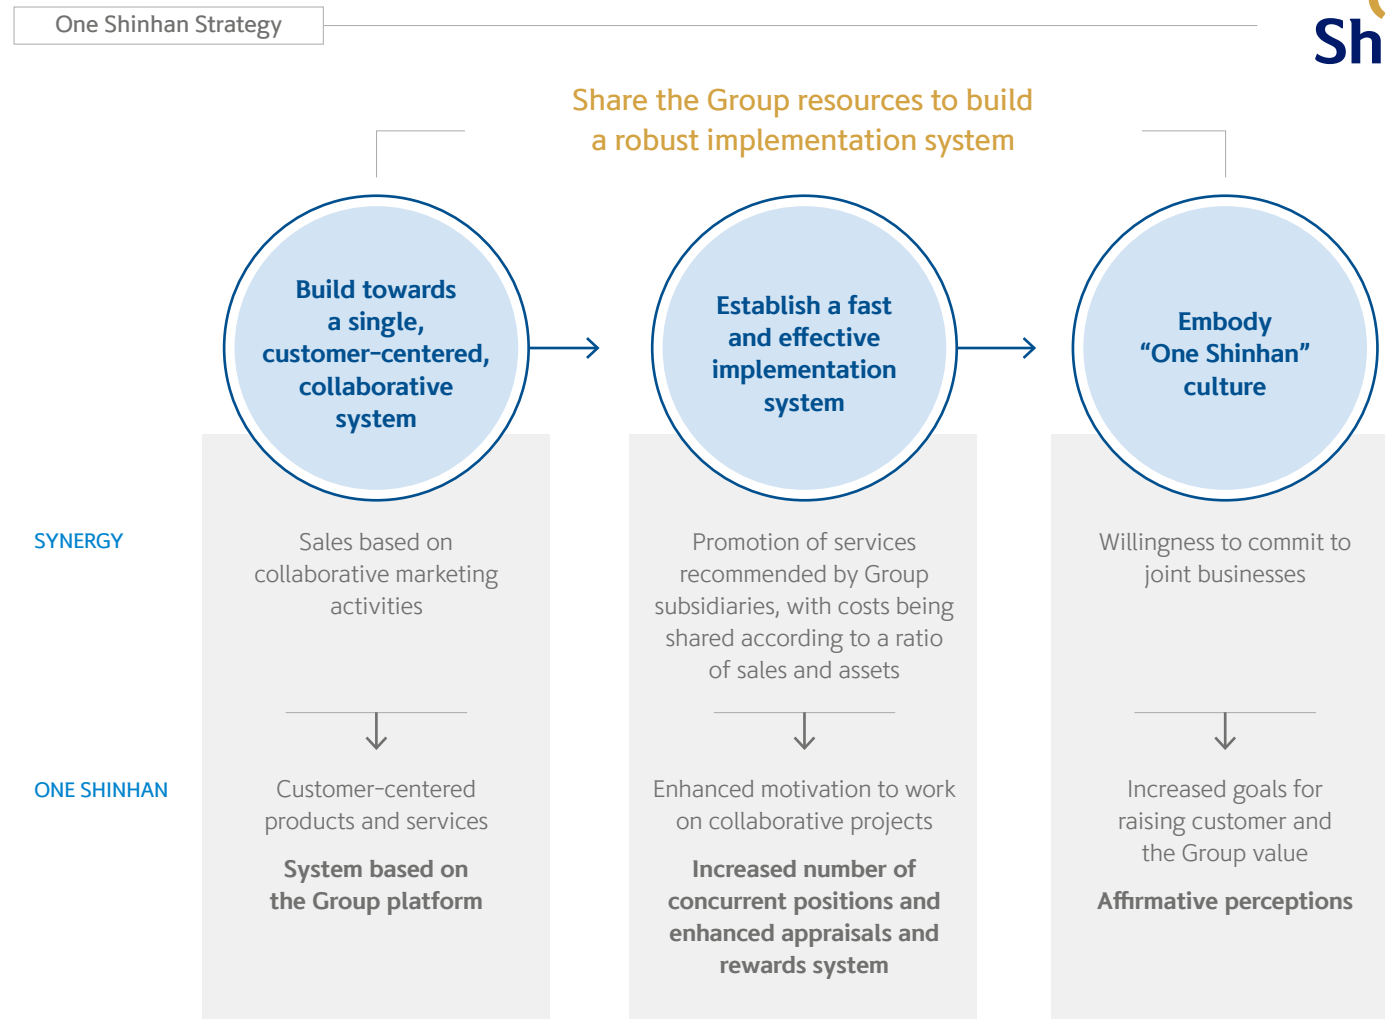 One Shinhan Strategy
Sh
Share the Group resources to build
a robust implementation system
Build towards
a single,
customer-centered,
collaborative
system
Establish a fast
and effective
implementation
system
Embody
“One Shinhan”
culture
SYNERGY
Sales based on
collaborative marketing
activities
Promotion of services
recommended by Group
subsidiaries, with costs being
shared according to a ratio
of sales and assets
Willingness to commit to
joint businesses
ONE SHINHAN
Customer-centered
products and services
System based on
the Group platform
Enhanced motivation to work
on collaborative projects
Increased number of
concurrent positions and
enhanced appraisals and
rewards system
Increased goals for
raising customer and
the Group value
Affirmative perceptions